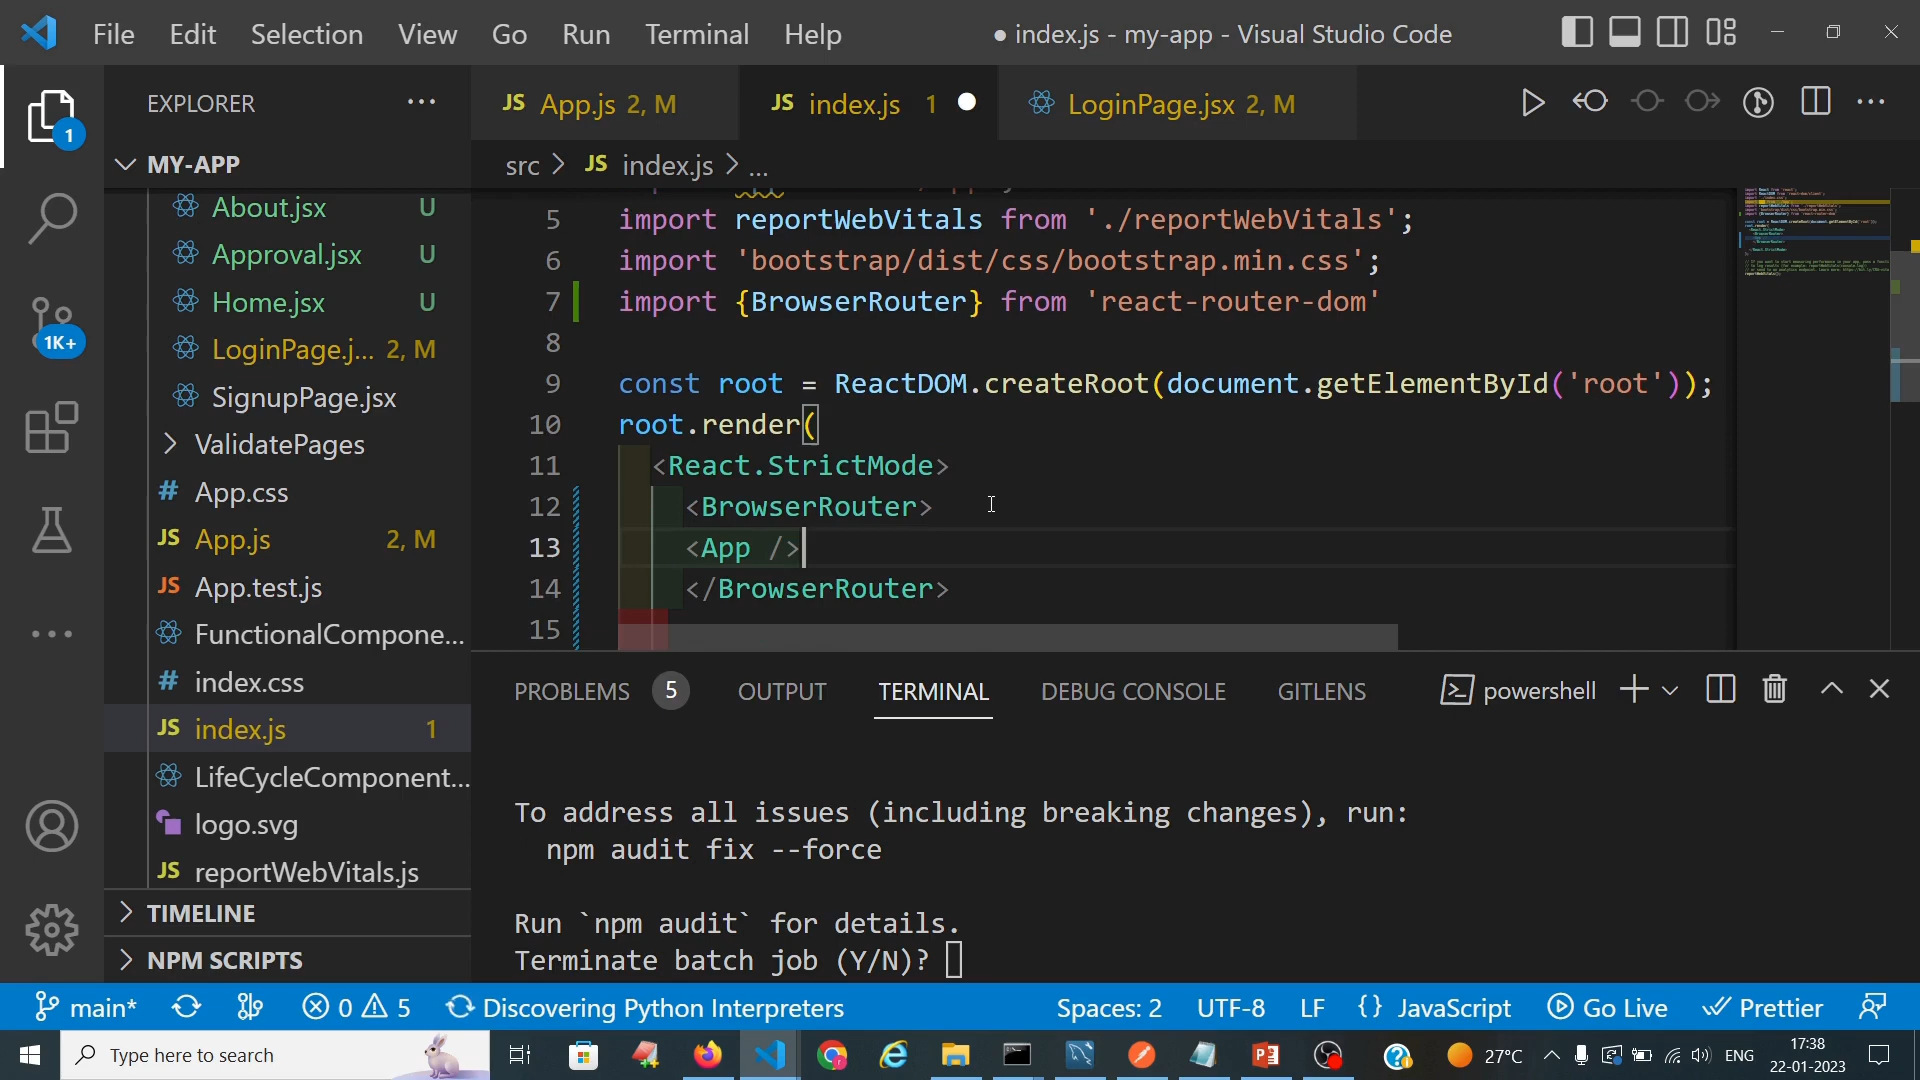 File Edit Selection View Go Run Terminal Help
● index.js - my-app - Visual Studio Code
EXPLORER ...
MY-APP
About.jsx U
Approval.jsx U
Home.jsx U
LoginPage.j... 2, M
SignupPage.jsx
ValidatePages
# App.css
JS App.js 2, M
JS App.test.js
FunctionalCompone...
# index.css
JS index.js 1
LifeCycleComponent...
logo.svg
JS reportWebVitals.js
TIMELINE
NPM SCRIPTS
1
1K+
JS App.js 2, M
JS index.js 1 ●
LoginPage.jsx 2, M
src > JS index.js > ...
5 import reportWebVitals from './reportWebVitals';
6 import 'bootstrap/dist/css/bootstrap.min.css';
7 import {BrowserRouter} from 'react-router-dom'
8
9 const root = ReactDOM.createRoot(document.getElementById('root'));
10 root.render(
11 <React.StrictMode>
12 <BrowserRouter>
13 <App />
14 </BrowserRouter>
15
PROBLEMS 5 OUTPUT TERMINAL DEBUG CONSOLE GITLENS
powershell
To address all issues (including breaking changes), run:
npm audit fix --force
Run `npm audit` for details.
Terminate batch job (Y/N)?
main* 0 5 Discovering Python Interpreters
Spaces: 2 UTF-8 LF {} JavaScript Go Live Prettier
Type here to search
27°C ENG
17:38
22-01-2023